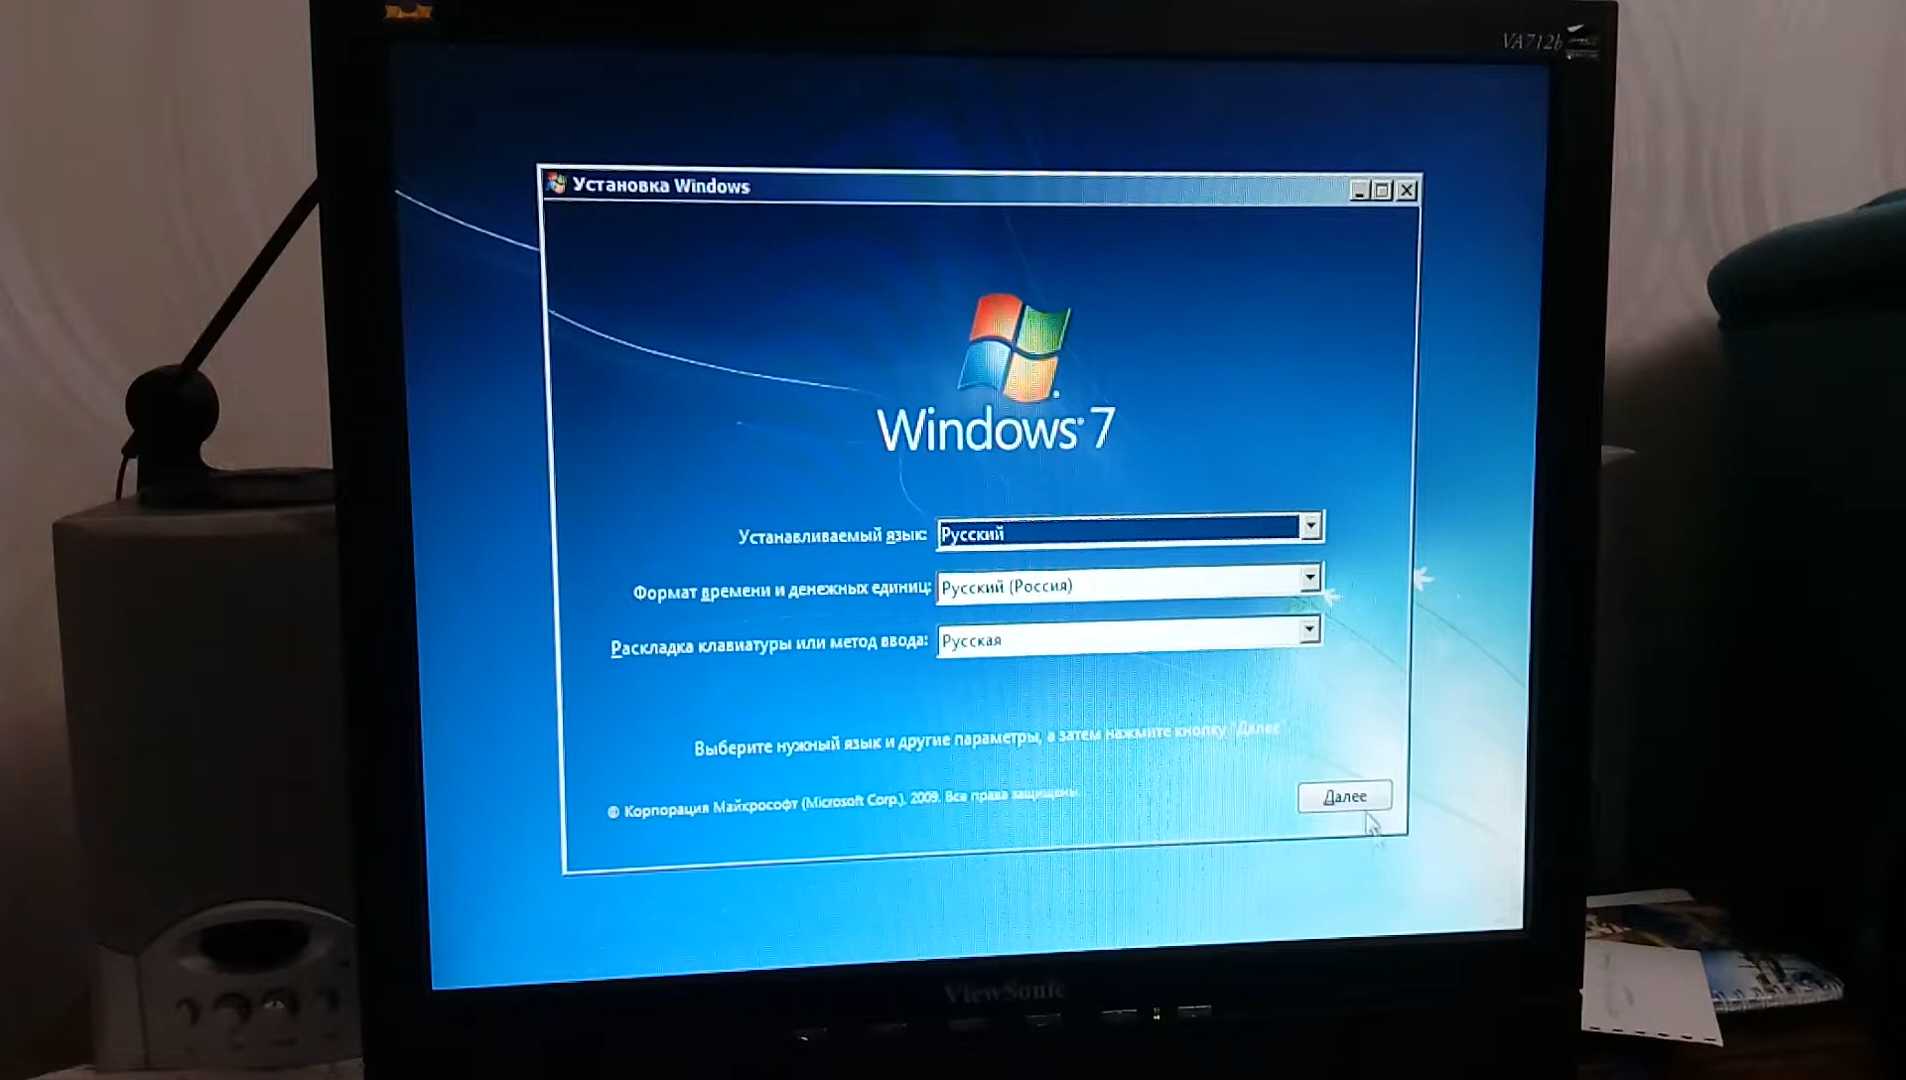 VA712b
Установка Windows
Windows 7
Устанавливаемый язык: Русский
Формат времени и денежных единиц: Русский (Россия)
Раскладка клавиатуры или метод ввода: Русская
Выберите нужный язык и другие параметры, а затем нажмите кнопку "Далее"
© Корпорация Майкрософт (Microsoft Corp.), 2009. Все права защищены.
Далее
ViewSonic